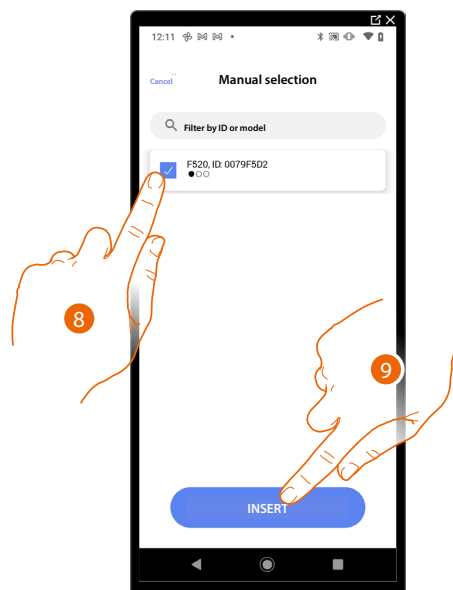 12:11
Cancel
Manual selection
Filter by ID or model
F520, ID: 0079F5D2
8
9
INSERT